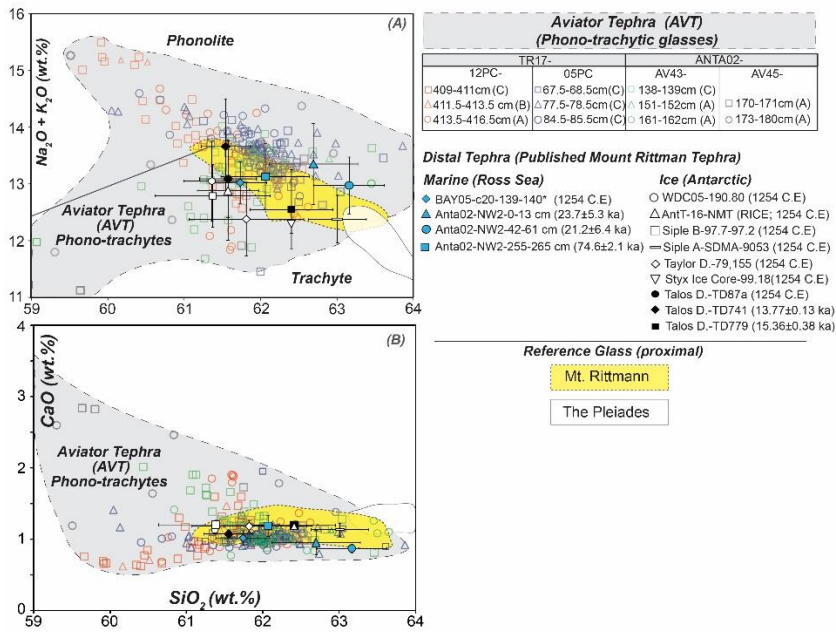 (A)
Phonolite
Na2O + K2O (wt.%)
16
15
14
13
12
11
Aviator Tephra
(AVT)
Phono-trachytes
Trachyte
59 60 61 62 63 64
(B)
CaO (wt.%)
4
3
2
1
0
Aviator Tephra
(AVT)
Phono-trachytes
SiO2 (wt.%)
59 60 61 62 63 64
Aviator Tephra (AVT)
(Phono-trachytic glasses)
TR17- ANTA02-
12PC- 05PC AV43- AV45-
409-411cm (C) 67.5-68.5cm(C) 138-139cm (C)
411.5-413.5 cm (B) 77.5-78.5cm(C) 151-152cm (A) 170-171cm (A)
413.5-416.5cm (A) 84.5-85.5cm(C) 161-162cm (A) 173-180cm (A)
Distal Tephra (Published Mount Rittman Tephra)
Marine (Ross Sea)
BAY05-c20-139-140* (1254 C.E)
Anta02-NW2-0-13 cm (23.7±5.3 ka)
Anta02-NW2-42-61 cm (21.2±6.4 ka)
Anta02-NW2-255-265 cm (74.6±2.1 ka)
Ice (Antarctic)
WDC05-190.80 (1254 C.E)
AntT-16-NMT (RICE; 1254 C.E)
Siple B-97.7-97.2 (1254 C.E)
Siple A-SDMA-9053 (1254 C.E)
Taylor D.-79,155 (1254 C.E)
Styx Ice Core-99.18(1254 C.E)
Talos D.-TD87a (1254 C.E)
Talos D.-TD741 (13.77±0.13 ka)
Talos D.-TD779 (15.36±0.38 ka)
Reference Glass (proximal)
Mt. Rittmann
The Pleiades